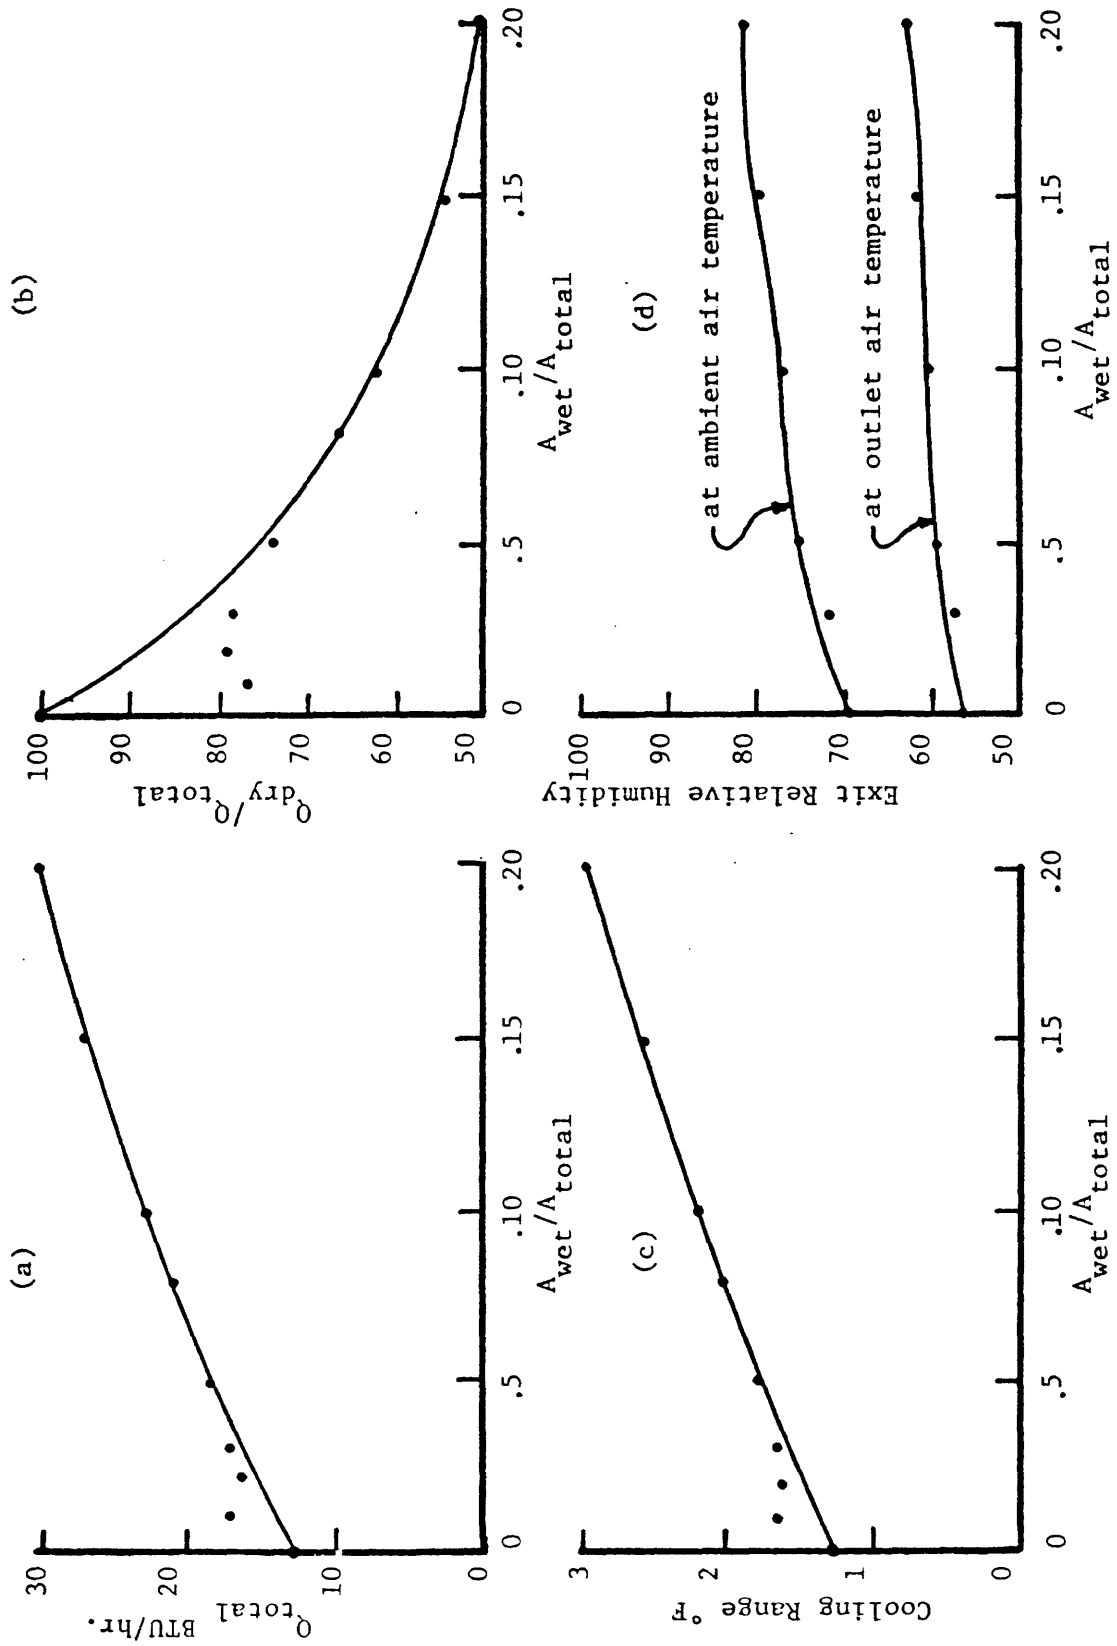 (a)
30
20
10
0
Q_total
BTU/hr.
0
.5
.10
.15
.20
A_wet/A_total
(b)
100
90
80
70
60
50
Q_dry/Q_total
0
.5
.10
.15
.20
A_wet/A_total
(c)
3
2
1
0
Cooling Range °F
0
.5
.10
.15
.20
A_wet/A_total
(d)
100
90
80
70
60
50
Exit Relative Humidity
at ambient air temperature
at outlet air temperature
0
.5
.10
.15
.20
A_wet/A_total